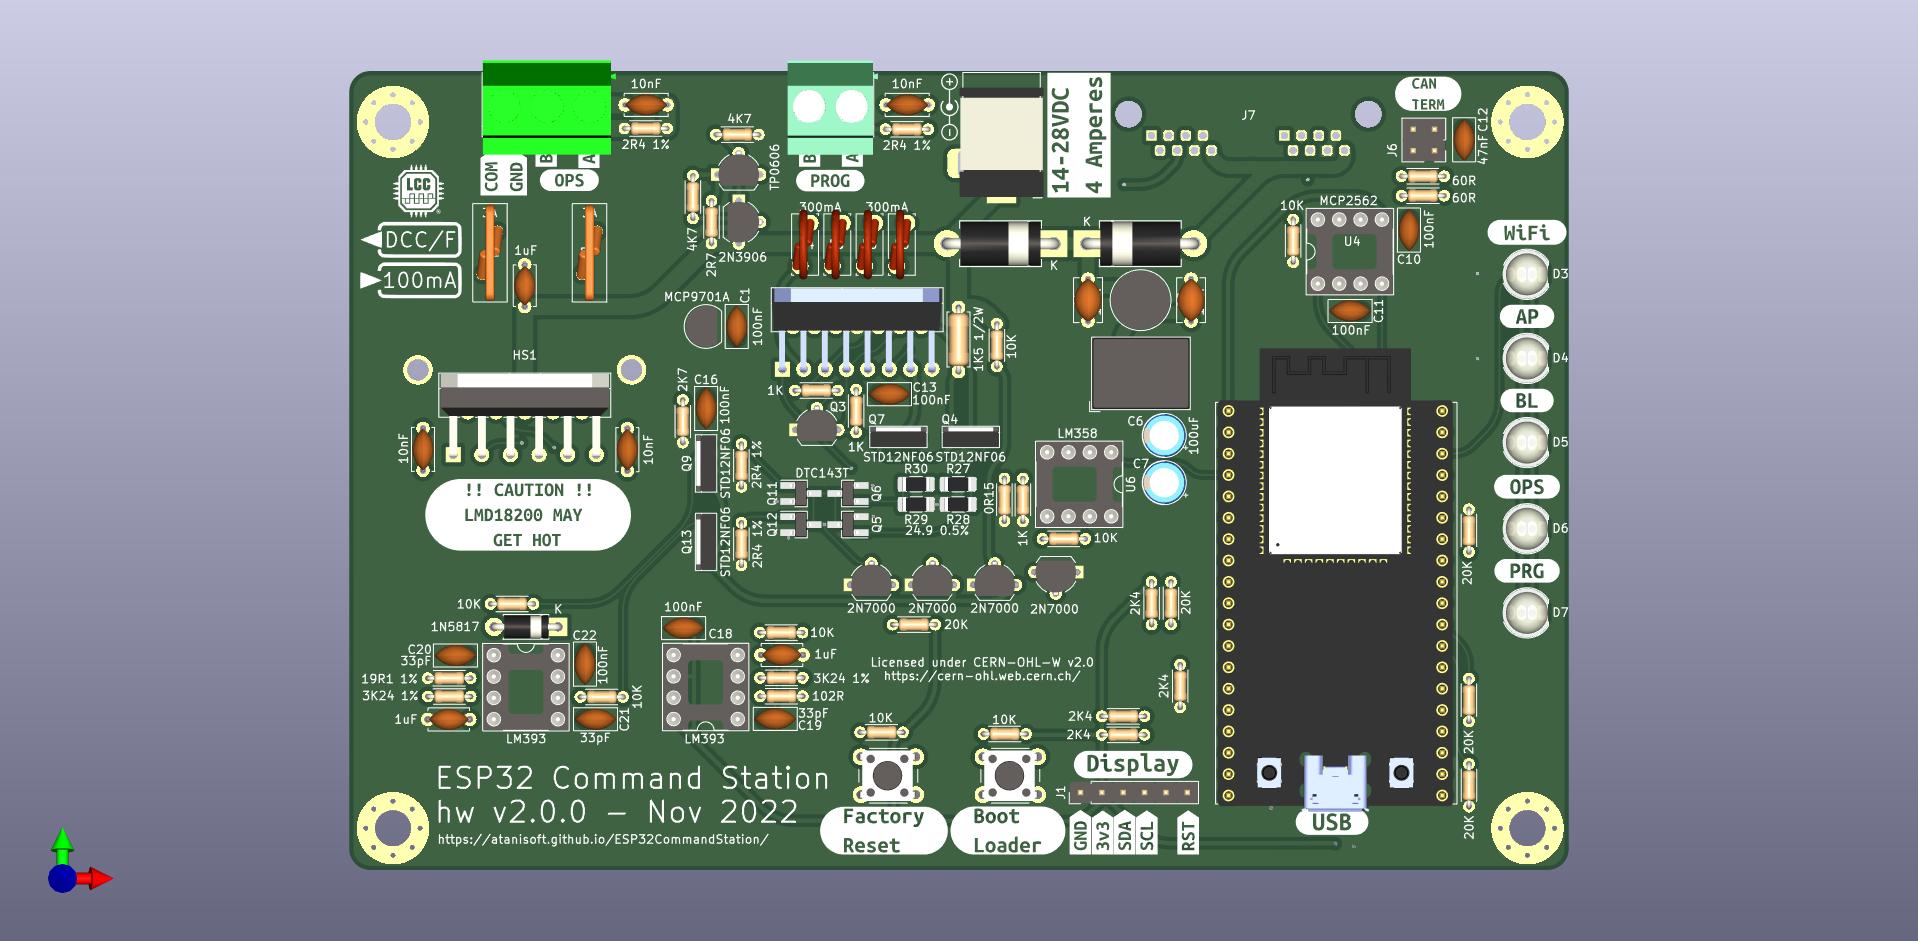 10nF
2R4 1%
4K7
TP0606
10nF
2R4 1%
14-28VDC
4 Amperes
J7
CAN
TERM
J6
C12
47nF
60R
60R
COM
GND
B
A
OPS
B
A
PROG
LCC
DCC/F
100mA
1uF
4K7
2R7
2N3906
300mA
300mA
K
K
10K
MCP2562
U4
100nF
C10
C11
100nF
WiFi
D3
AP
D4
BL
D5
OPS
D6
PRG
D7
MCP9701A
C1
100nF
1K5 1/2W
10K
HS1
10nF
10nF
!! CAUTION !!
LMD18200 MAY
GET HOT
2K7
C16
100nF
1K
Q3
1K
C13
100nF
Q7
STD12NF06
Q4
STD12NF06
Q9
STD12NF06
2R4 1%
DTC143T
Q11
Q6
Q12
Q5
R30
R27
R29
R28
24.9 0.5%
0R15
1K
LM358
U6
10K
C6
100uF
C7
Q13
STD12NF06
2R4 1%
2N7000
2N7000
2N7000
2N7000
20K
2K4
20K
2K4
20K
20K
20K
10K
1N5817
K
C20
33pF
C22
100nF
19R1 1%
3K24 1%
1uF
10K
C21
33pF
LM393
100nF
C18
10K
1uF
3K24 1%
102R
33pF
C19
LM393
Licensed under CERN-OHL-W v2.0
https://cern-ohl.web.cern.ch/
10K
10K
2K4
2K4
Display
J1
GND
3v3
SDA
SCL
RST
USB
Factory
Reset
Boot
Loader
ESP32 Command Station
hw v2.0.0 - Nov 2022
https://atanisoft.github.io/ESP32CommandStation/